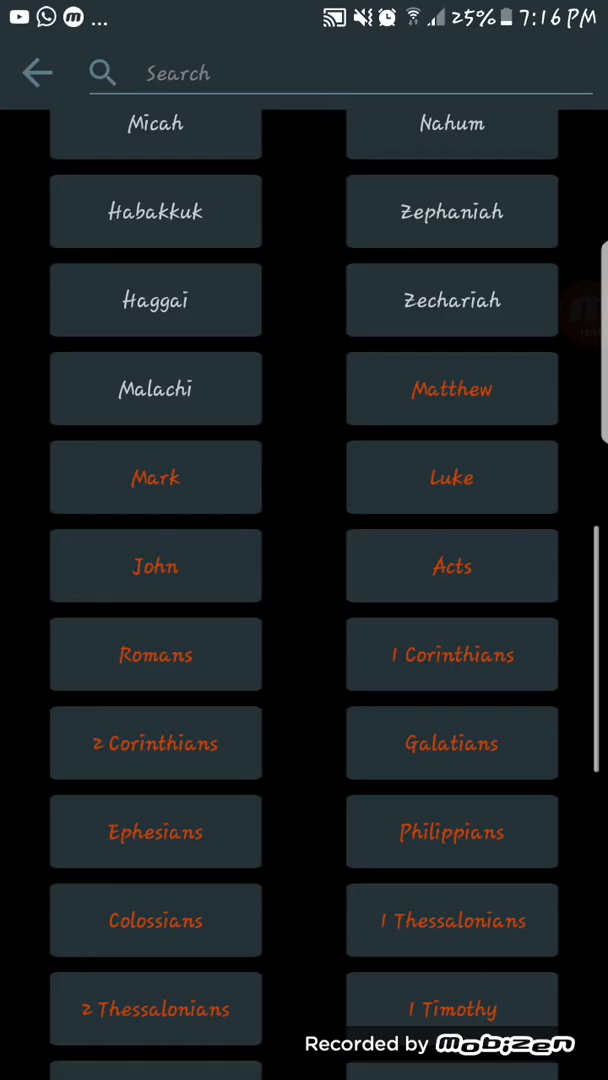 ... 25% 7:16 PM
Search
Micah Nahum
Habakkuk Zephaniah
Haggai Zechariah
Malachi Matthew
Mark Luke
John Acts
Romans 1 Corinthians
2 Corinthians Galatians
Ephesians Philippians
Colossians 1 Thessalonians
2 Thessalonians 1 Timothy
Recorded by mobizen